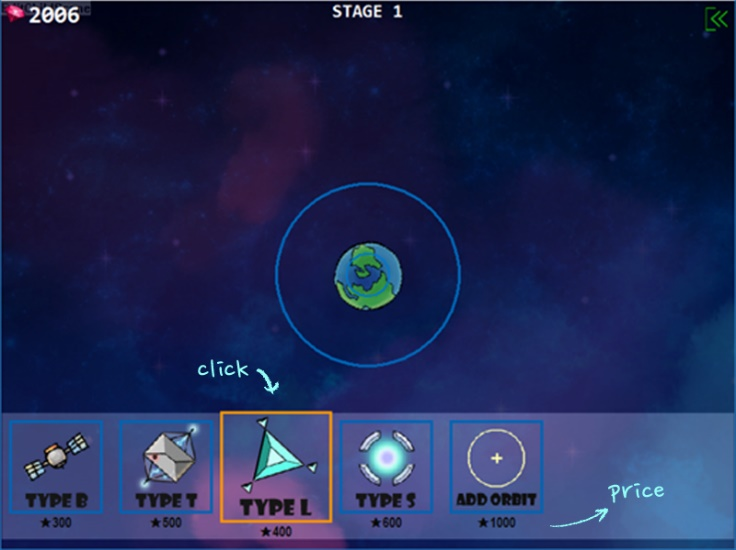 2006
STAGE 1
click
TYPE B
TYPE T
TYPE L
TYPE S
ADD ORBIT
★300
★500
★400
★600
★1000
Price